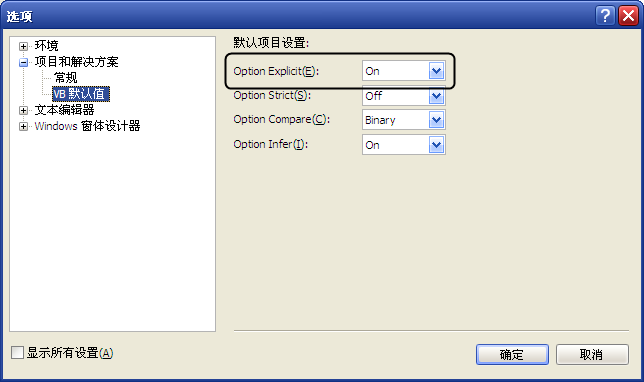 选项
环境
项目和解决方案
常规
VB 默认值
文本编辑器
Windows 窗体设计器
默认项目设置:
Option Explicit(E): On
Option Strict(S): Off
Option Compare(C): Binary
Option Infer(I): On
显示所有设置(A)
确定 取消